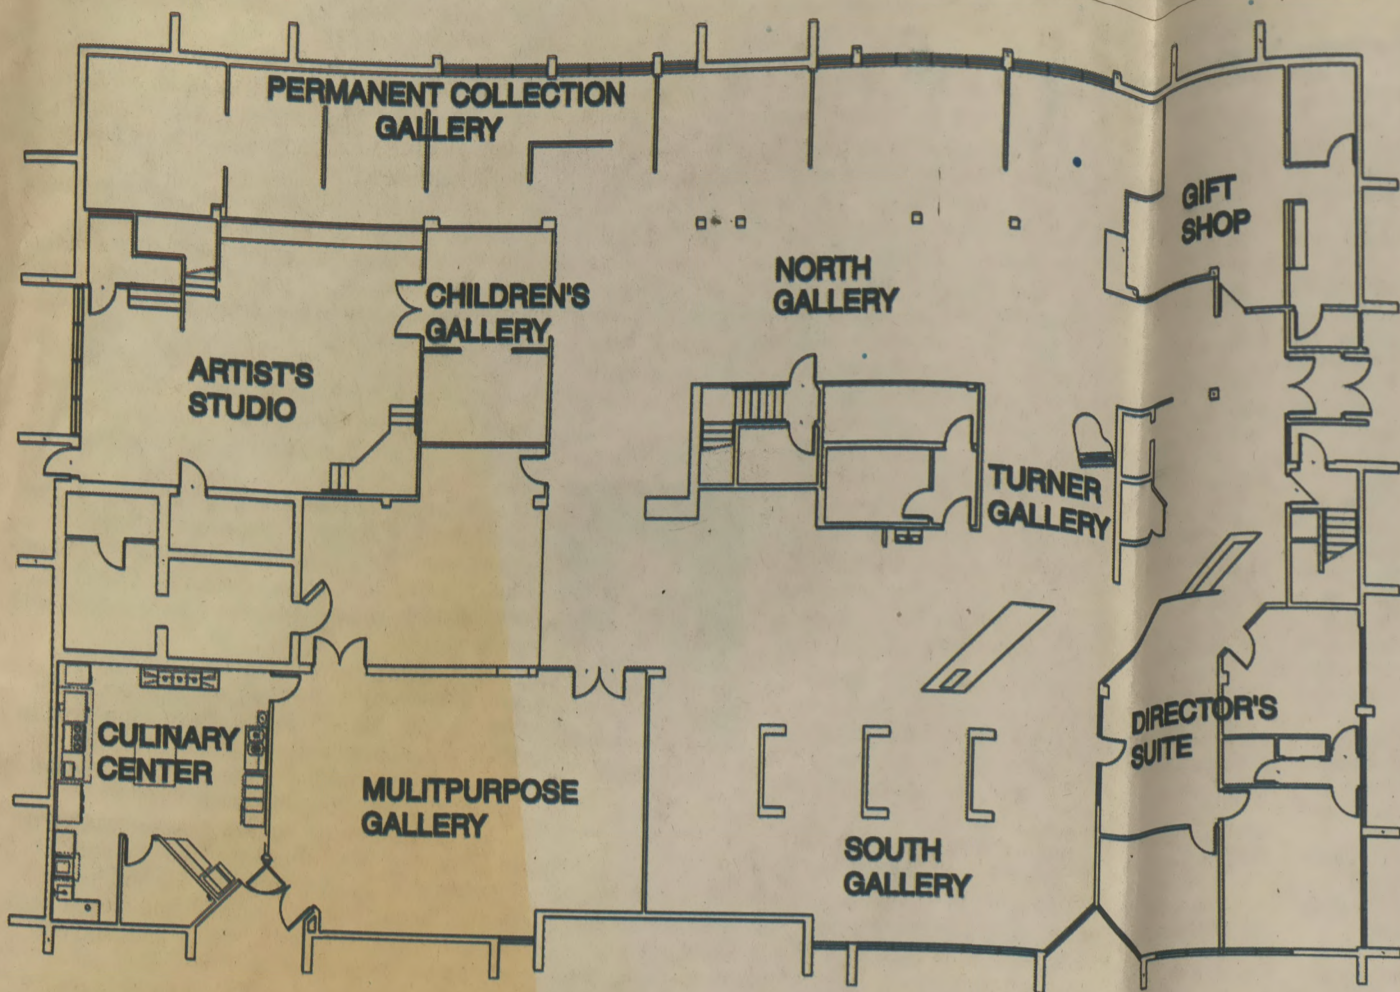 PERMANENT COLLECTION
GALLERY
GIFT
SHOP
NORTH
GALLERY
CHILDREN'S
GALLERY
ARTIST'S
STUDIO
TURNER
GALLERY
DIRECTOR'S
SUITE
CULINARY
CENTER
MULITPURPOSE
GALLERY
SOUTH
GALLERY